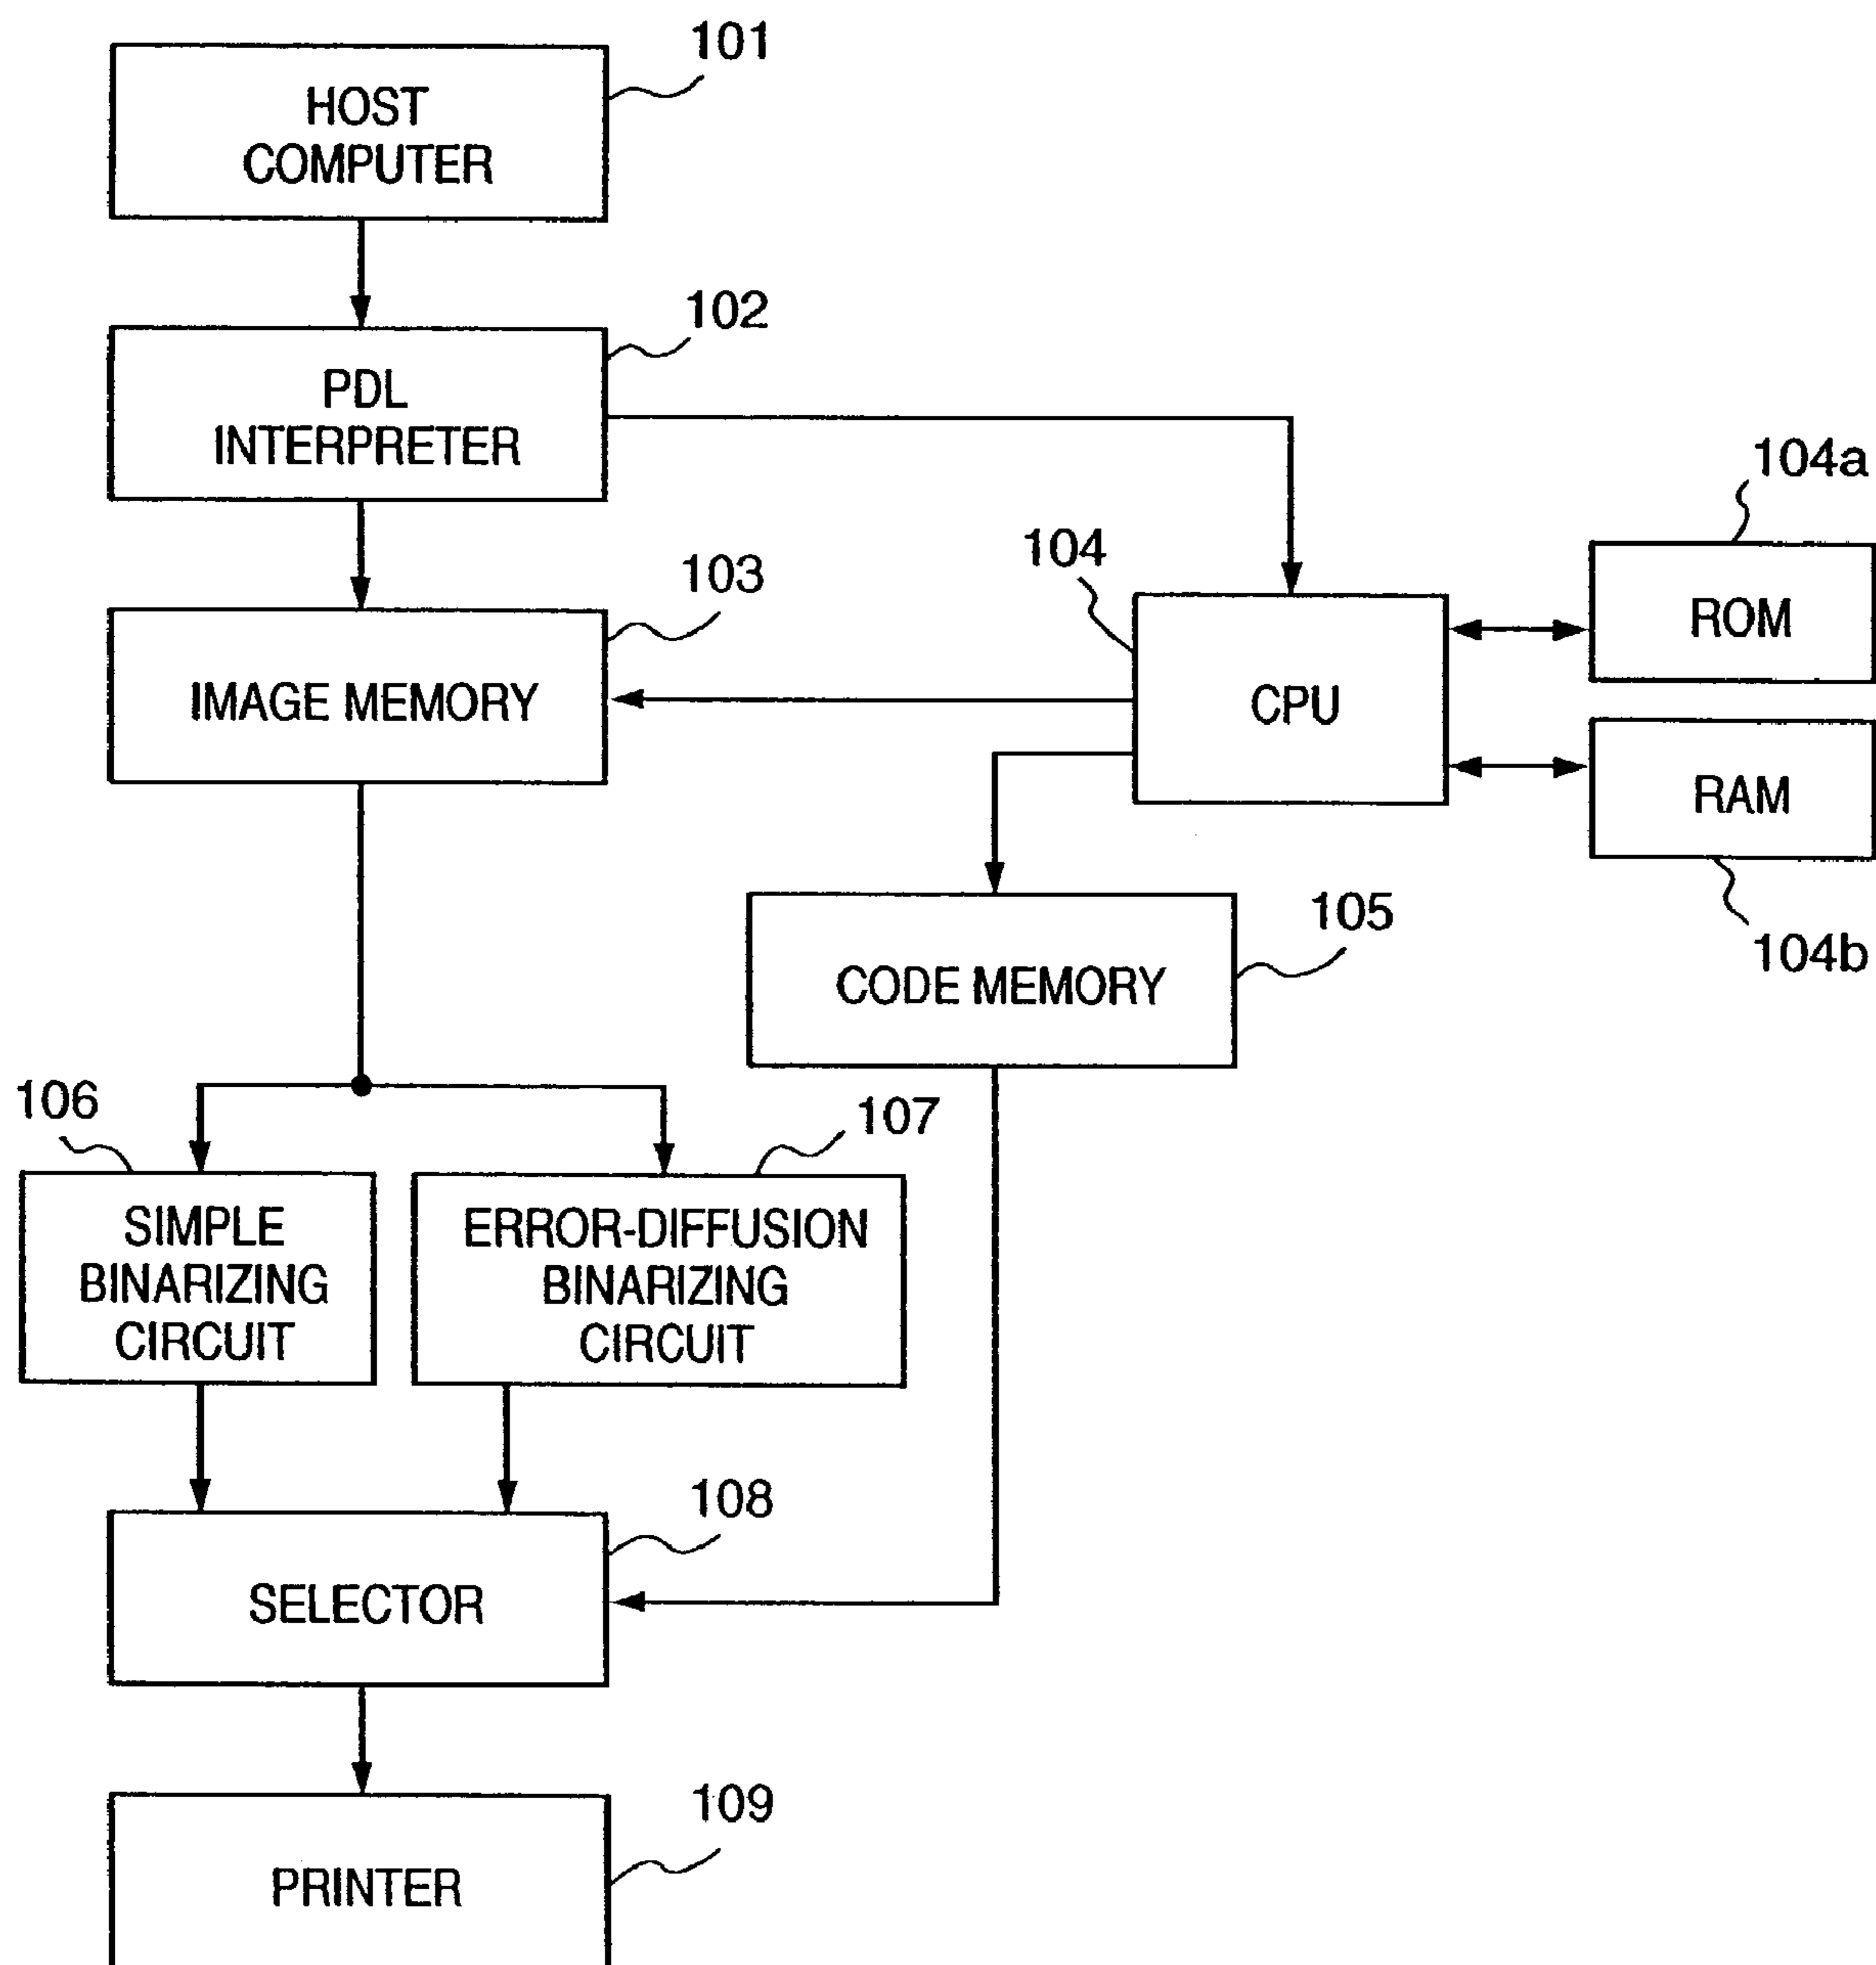 101
HOST
COMPUTER
102
PDL
INTERPRETER
104a
103
104
ROM
IMAGE MEMORY
CPU
RAM
105
104b
CODE MEMORY
106
107
SIMPLE
BINARIZING
CIRCUIT
ERROR-DIFFUSION
BINARIZING
CIRCUIT
108
SELECTOR
109
PRINTER